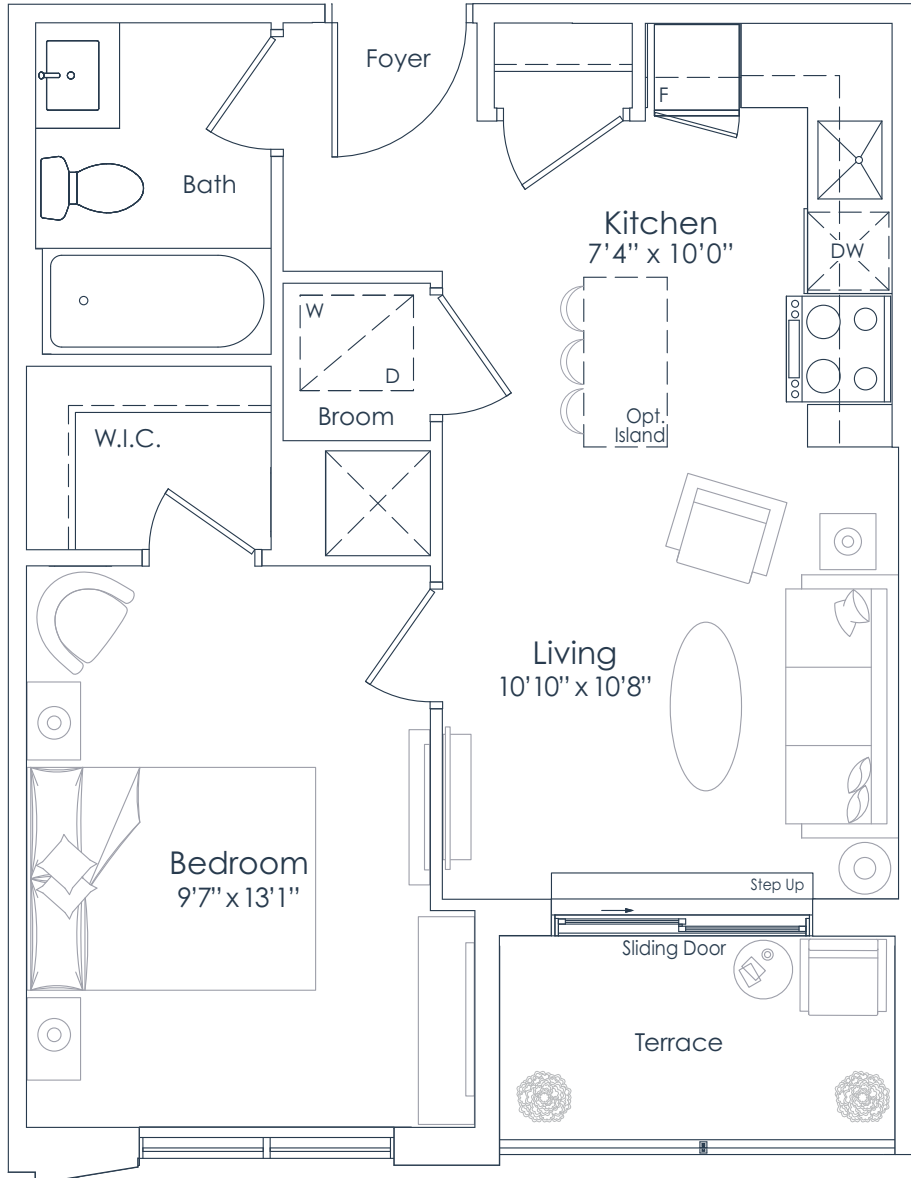 Foyer
F
Bath
Kitchen
7'4” x 10'0”
DW
W
D
Broom
Opt.
Island
W.I.C.
Living
10'10” x 10'8”
Bedroom
9'7” x 13'1”
Step Up
Sliding Door
Terrace